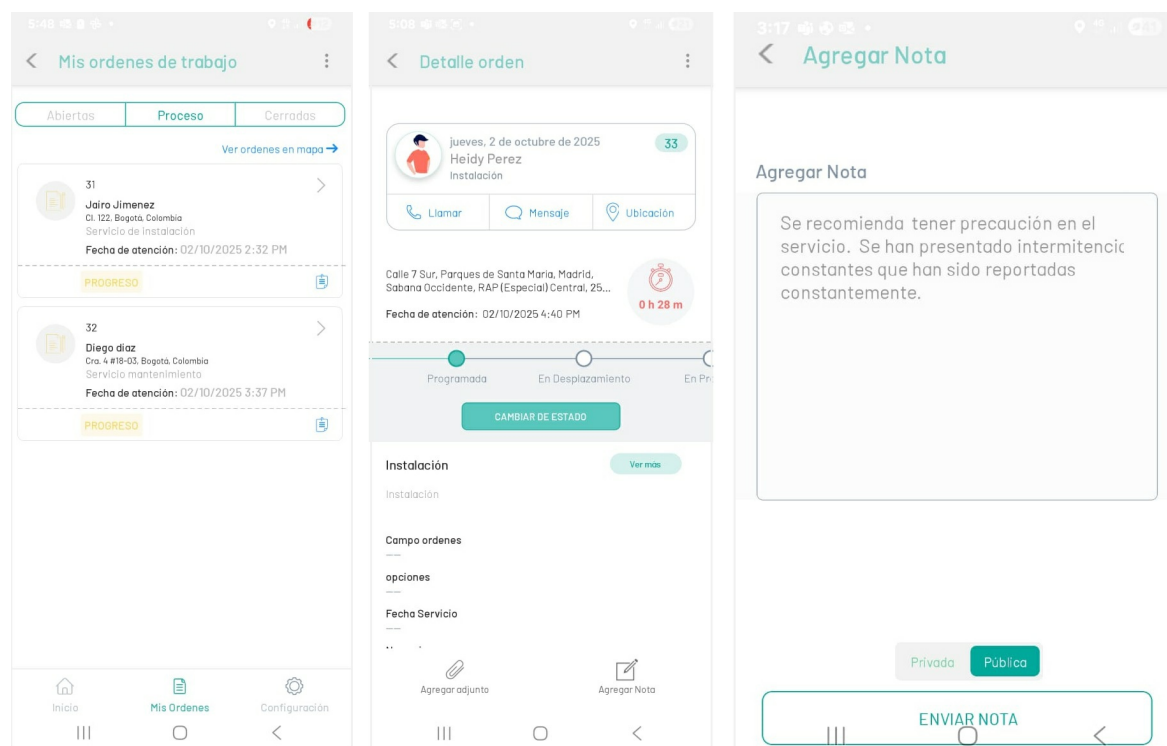 5:48
Mis ordenes de trabajo
Abiertas
Proceso
Cerradas
Ver ordenes en mapa
31
Jairo Jimenez
Cl. 122, Bogotá, Colombia
Servicio de instalación
Fecha de atención: 02/10/2025 2:32 PM
PROGRESO
32
Diego diaz
Cra. 4 #18-03, Bogotá, Colombia
Servicio mantenimiento
Fecha de atención: 02/10/2025 3:37 PM
PROGRESO
Inicio
Mis Ordenes
Configuración
5:08
Detalle orden
jueves, 2 de octubre de 2025
33
Heidy Perez
Instalación
Llamar
Mensaje
Ubicación
Calle 7 Sur, Parques de Santa María, Madrid,
Sabana Occidente, RAP (Especial) Central, 25...
0 h 28 m
Fecha de atención: 02/10/2025 4:40 PM
Programada
En Desplazamiento
En Pr
CAMBIAR DE ESTADO
Instalación
Ver más
Instalación
Campo ordenes
opciones
Fecha Servicio
Agregar adjunto
Agregar Nota
3:17
Agregar Nota
Agregar Nota
Se recomienda tener precaución en el
servicio. Se han presentado intermitencic
constantes que han sido reportadas
constantemente.
Privada
Pública
ENVIAR NOTA